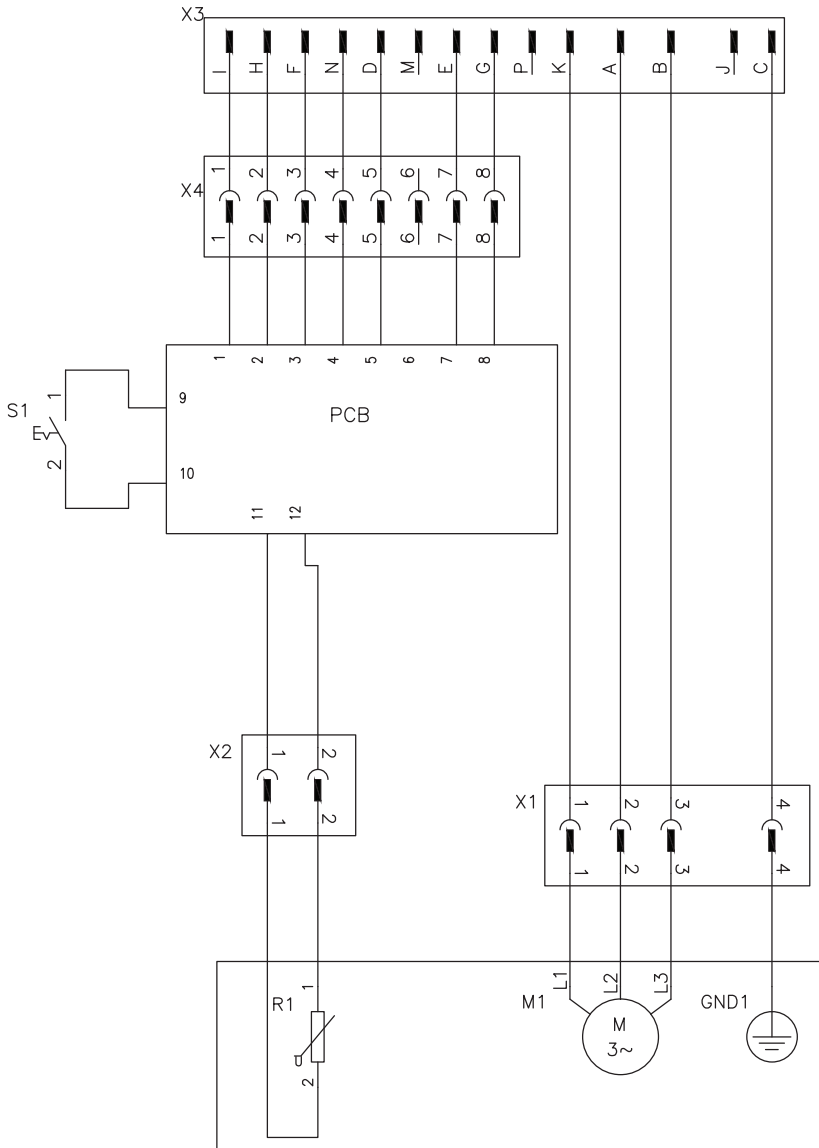 X3
I H F N D M E G P K A B J C
1 2 3 4 5 6 7 8
X4
1 2 3 4 5 6 7 8
1 2 3 4 5 6 7 8
1 9
S1 PCB
2 10
11 12
X2 1 2
1 2
X1 1 2 3 4
1 2 3 4
L1 L2 L3
R1 1 M1 GND1
M
3~
2